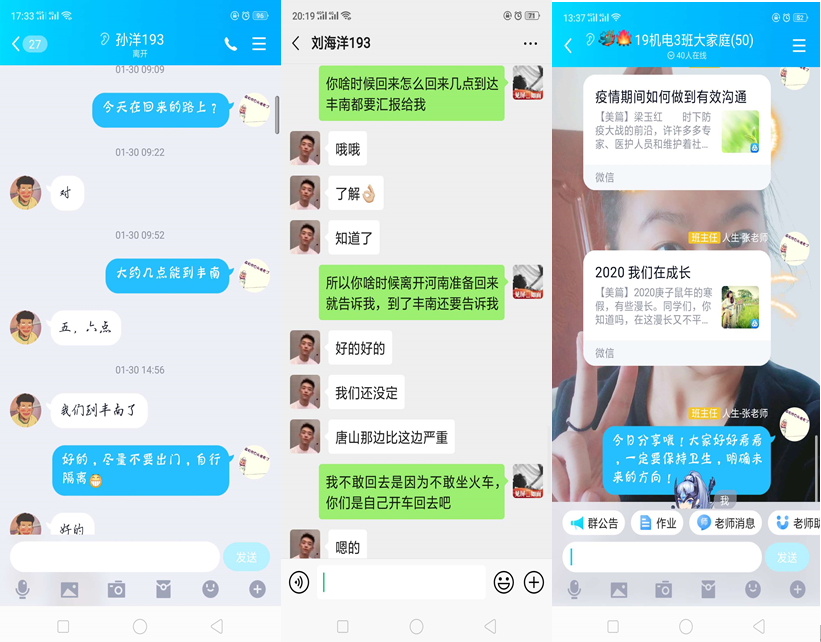 17:33
96
27
孙洋193
离开
01-30 09:09
今天在回来的路上？
01-30 09:22
对
01-30 09:52
大约几点能到丰南
五，六点
01-30 14:56
我们到丰南了
好的，尽量不要出门，自行
隔离
好的
发送
20:19
71
刘海洋193
你啥时候回来怎么回来几点到达
丰南都要汇报给我
哦哦
了解
知道了
所以你啥时候离开河南准备回来
就告诉我，到了丰南还要告诉我
好的好的
我们还没定
唐山那边比这边严重
我不敢回去是因为不敢坐火车，
你们是自己开车回去吧
嗯的
13:37
52
19机电3班大家庭(50)
40人在线
疫情期间如何做到有效沟通
【美篇】梁玉红 时下防
疫大战的前沿，许许多多专
家、医护人员和维护着社...
微信
班主任 人生·张老师
2020 我们在成长
【美篇】2020庚子鼠年的寒
假，有些漫长。同学们，你
知道吗，在这漫长又不平...
微信
班主任 人生·张老师
今日分享哦！大家好好看看
，一定要保持卫生，明确未
来的方向！
我
群公告
作业
老师消息
老师助
发送